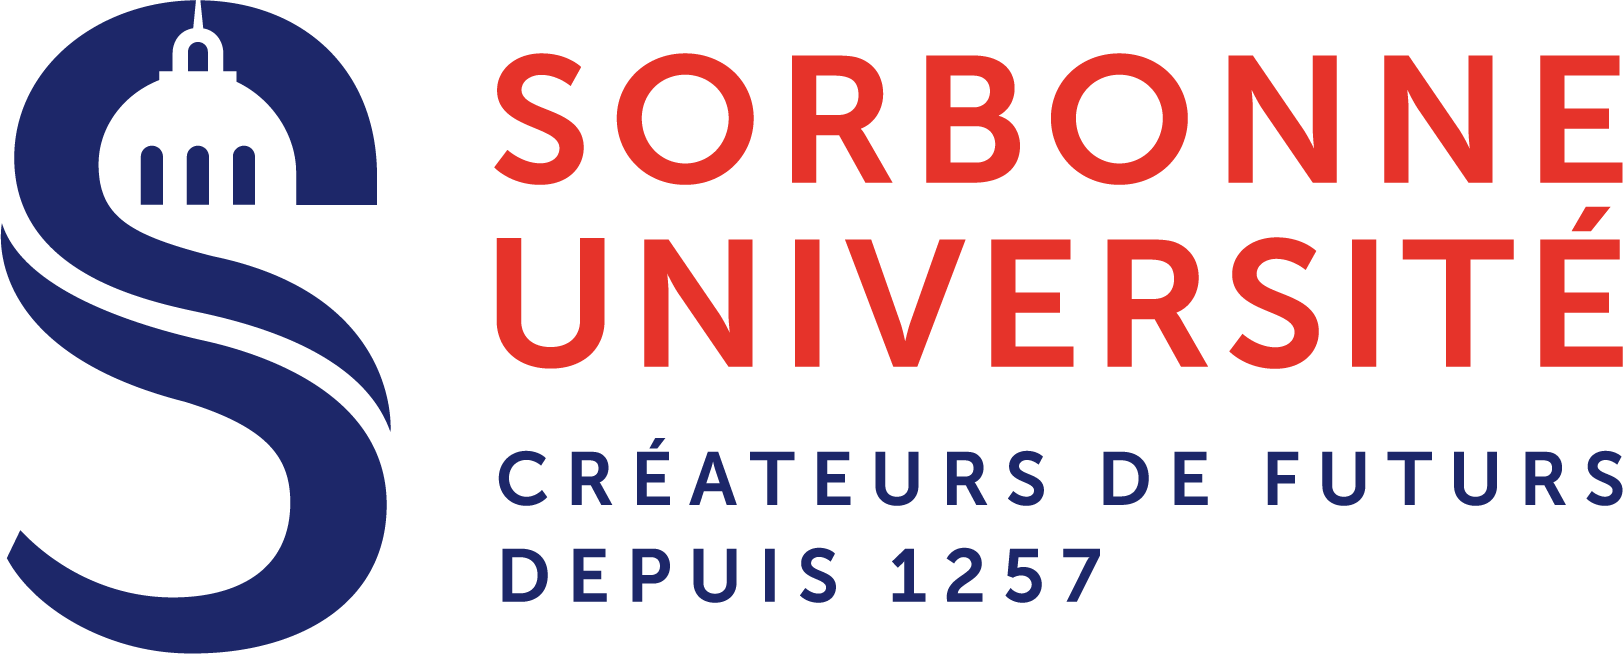 SORBONNE
UNIVERSITÉ
CRÉATEURS DE FUTURS
DEPUIS 1257